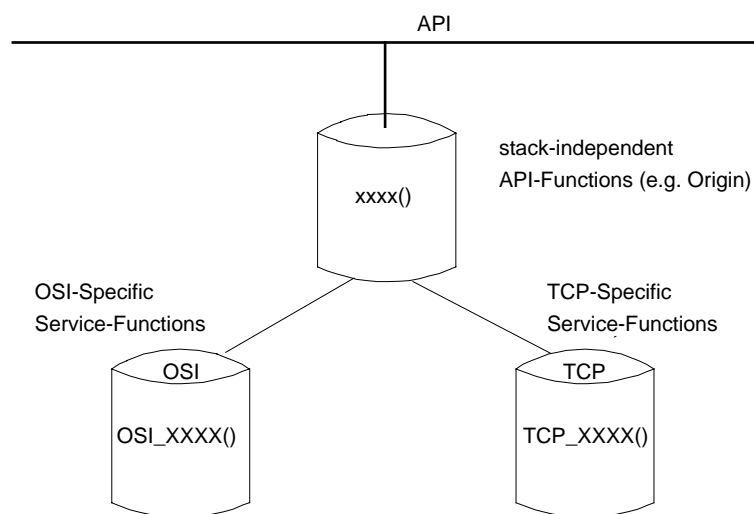 API
stack-independent
API-Functions (e.g. Origin)
xxxx()
OSI-Specific
Service-Functions
TCP-Specific
Service-Functions
OSI
TCP
OSI_XXXX()
TCP_XXXX()